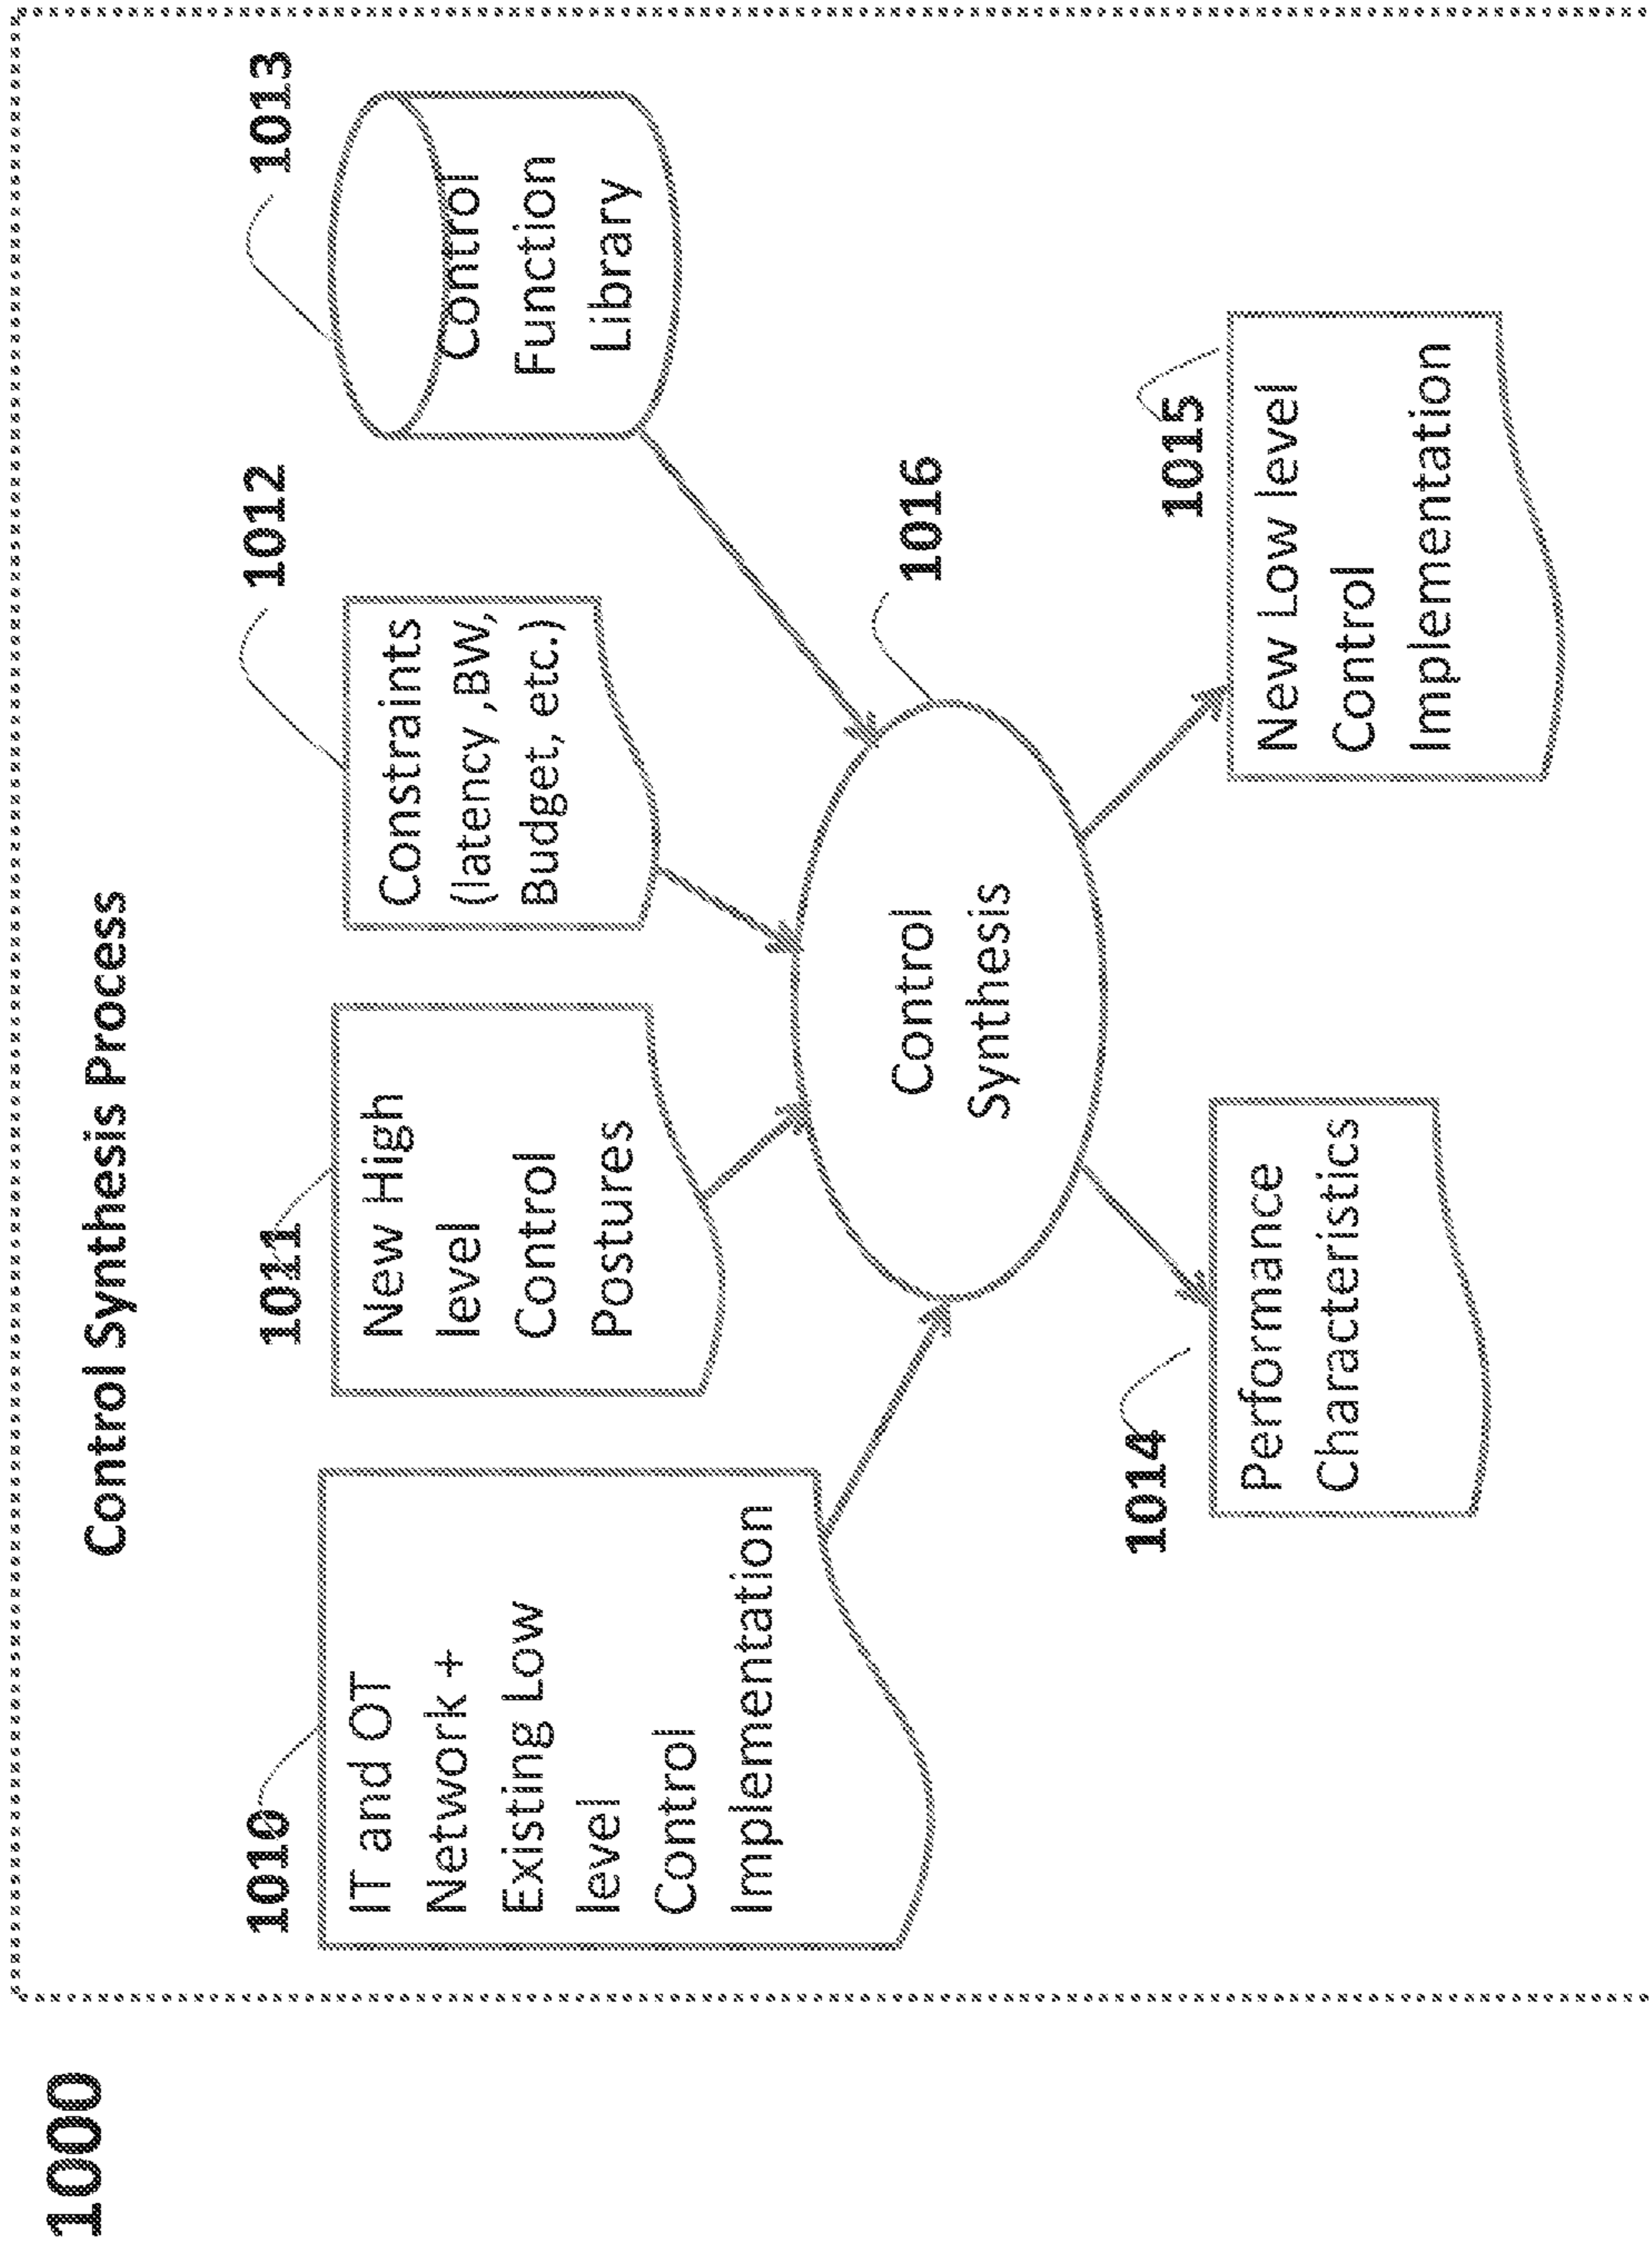 1000
Control Synthesis Process
1010
IT and OT
Network +
Existing Low
level
Control
Implementation
1011
New High
level
Control
Postures
1012
Constraints
(latency ,BW,
Budget, etc.)
1013
Control
Function
Library
1016
Control
Synthesis
1014
Performance
Characteristics
1015
New Low level
Control
Implementation